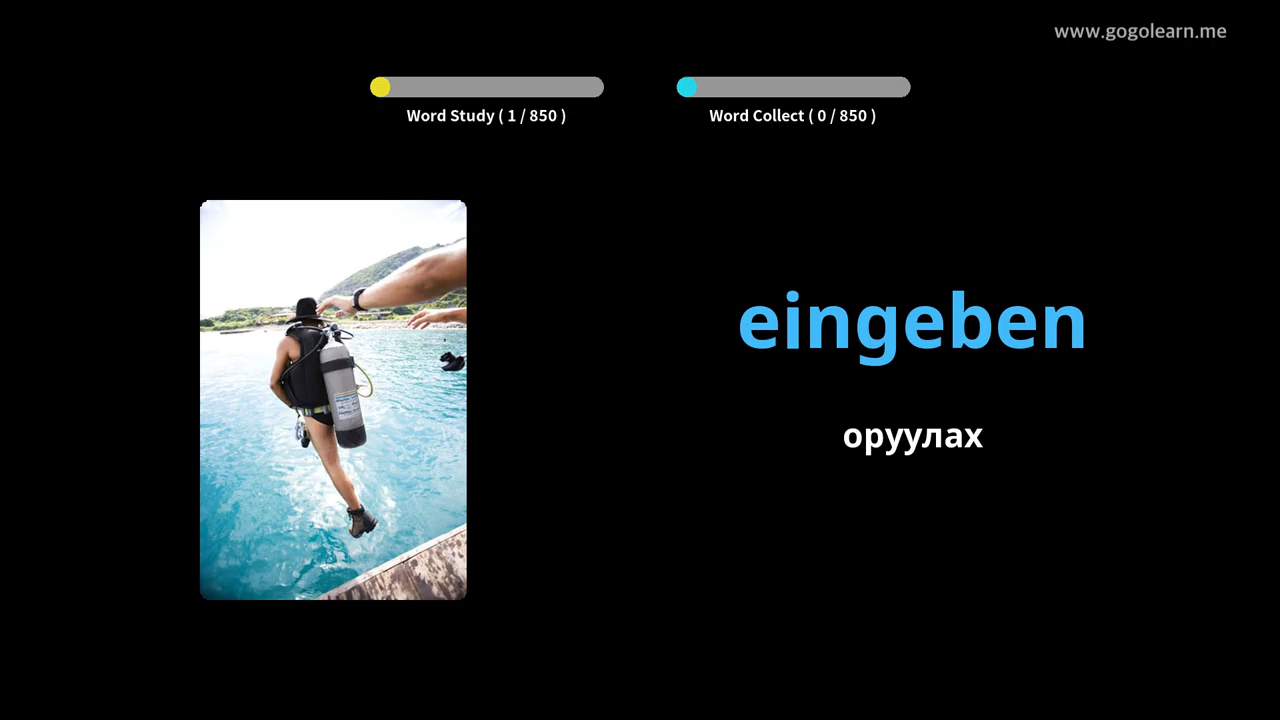 www.gogolearn.me
Word Study ( 1 / 850 )
Word Collect ( 0 / 850 )
eingeben
оруулах